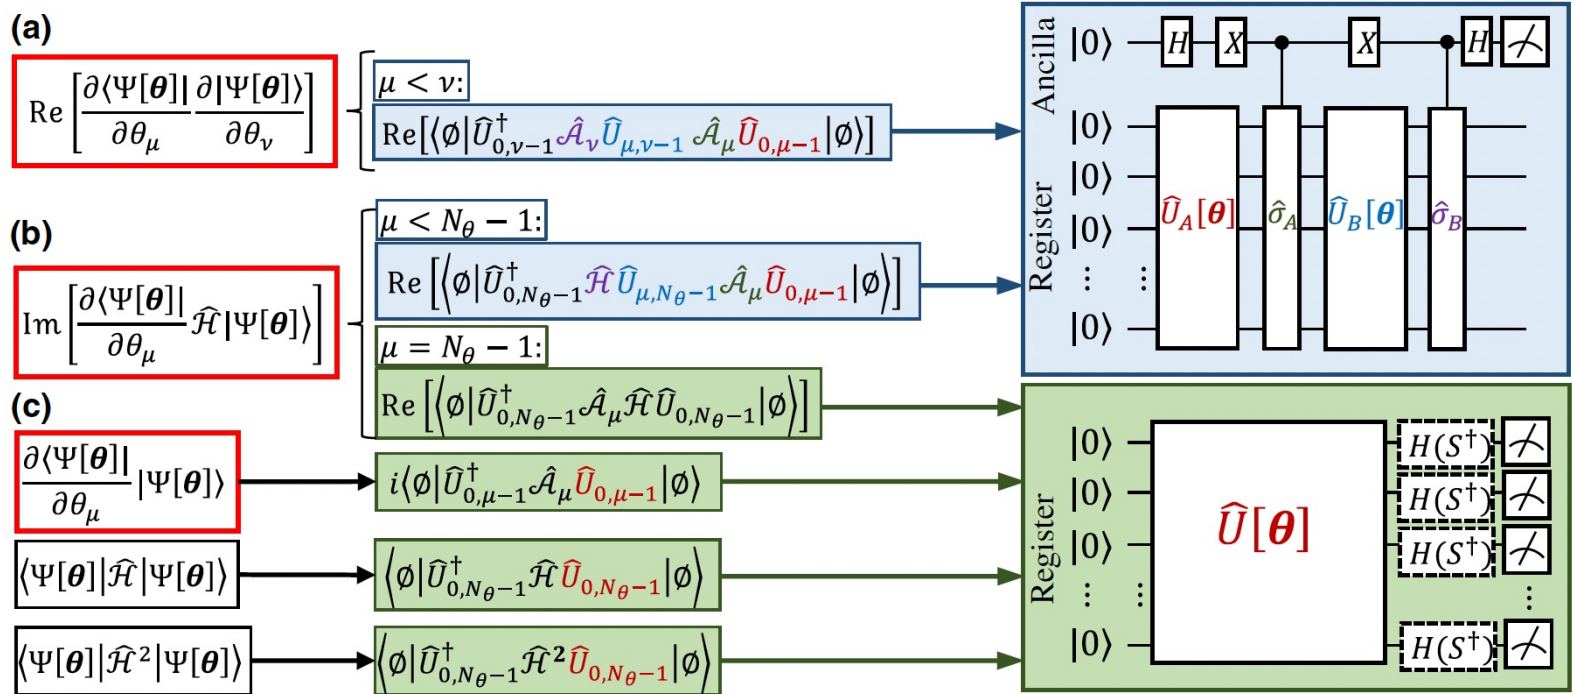 (a)
Re [∂⟨Ψ[θ]|/∂θ_μ ∂|Ψ[θ]⟩/∂θ_ν]
μ < ν:
Re[⟨∅|Û†_{0,ν−1} 𝒜̂_ν Û_{μ,ν−1} 𝒜̂_μ Û_{0,μ−1}|∅⟩]
(b)
Im [∂⟨Ψ[θ]|/∂θ_μ ℋ̂|Ψ[θ]⟩]
μ < N_θ − 1:
Re [⟨∅|Û†_{0,N_θ−1} ℋ̂ Û_{μ,N_θ−1} 𝒜̂_μ Û_{0,μ−1}|∅⟩]
μ = N_θ − 1:
Re [⟨∅|Û†_{0,N_θ−1} 𝒜̂_μ ℋ̂ Û_{0,N_θ−1}|∅⟩]
(c)
∂⟨Ψ[θ]|/∂θ_μ |Ψ[θ]⟩
i⟨∅|Û†_{0,μ−1} 𝒜̂_μ Û_{0,μ−1}|∅⟩
⟨Ψ[θ]|ℋ̂|Ψ[θ]⟩
⟨∅|Û†_{0,N_θ−1} ℋ̂ Û_{0,N_θ−1}|∅⟩
⟨Ψ[θ]|ℋ̂²|Ψ[θ]⟩
⟨∅|Û†_{0,N_θ−1} ℋ̂² Û_{0,N_θ−1}|∅⟩
Ancilla
|0⟩ H X X H
Register
|0⟩
|0⟩
|0⟩
⋮ ⋮
|0⟩
Û_A[θ] σ̂_A Û_B[θ] σ̂_B
Register
|0⟩ H(S†)
|0⟩ H(S†)
|0⟩ H(S†)
⋮ ⋮ ⋮
|0⟩ H(S†)
Û[θ]